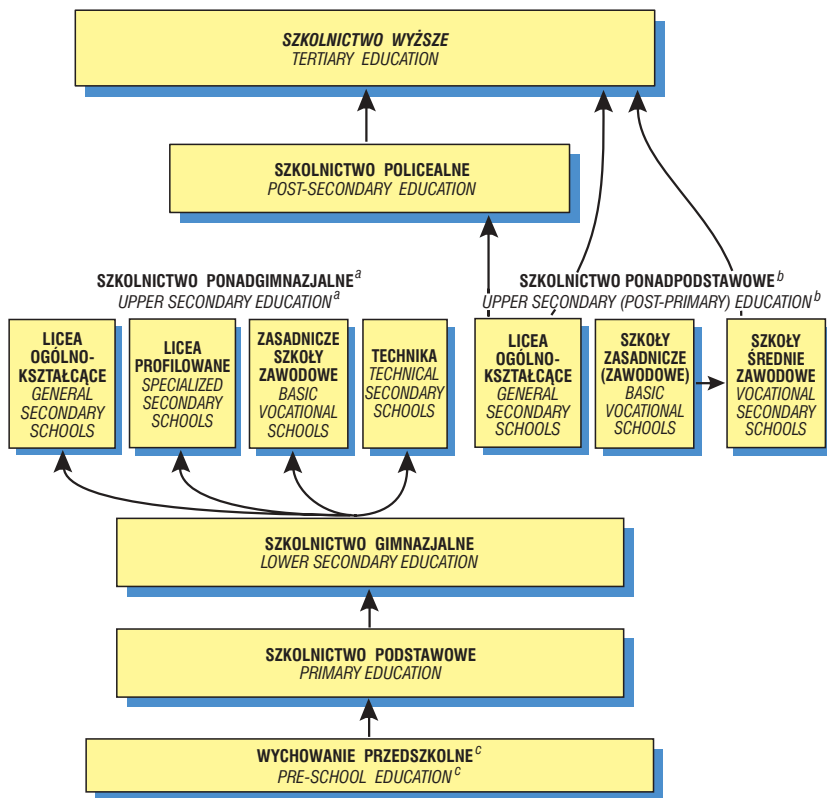 SZKOLNICTWO WYŻSZE
TERTIARY EDUCATION
SZKOLNICTWO POLICEALNE
POST-SECONDARY EDUCATION
SZKOLNICTWO PONADGIMNAZJALNE a
UPPER SECONDARY EDUCATION a
SZKOLNICTWO PONADPODSTAWOWE b
UPPER SECONDARY (POST-PRIMARY) EDUCATION b
LICEA
OGÓLNO-
KSZTAŁCĄCE
GENERAL
SECONDARY
SCHOOLS
LICEA
PROFILOWANE
SPECIALIZED
SECONDARY
SCHOOLS
ZASADNICZE
SZKOŁY
ZAWODOWE
BASIC
VOCATIONAL
SCHOOLS
TECHNIKA
TECHNICAL
SECONDARY
SCHOOLS
LICEA
OGÓLNO-
KSZTAŁCĄCE
GENERAL
SECONDARY
SCHOOLS
SZKOŁY
ZASADNICZE
(ZAWODOWE)
BASIC
VOCATIONAL
SCHOOLS
SZKOŁY
ŚREDNIE
ZAWODOWE
VOCATIONAL
SECONDARY
SCHOOLS
SZKOLNICTWO GIMNAZJALNE
LOWER SECONDARY EDUCATION
SZKOLNICTWO PODSTAWOWE
PRIMARY EDUCATION
WYCHOWANIE PRZEDSZKOLNE c
PRE-SCHOOL EDUCATION c